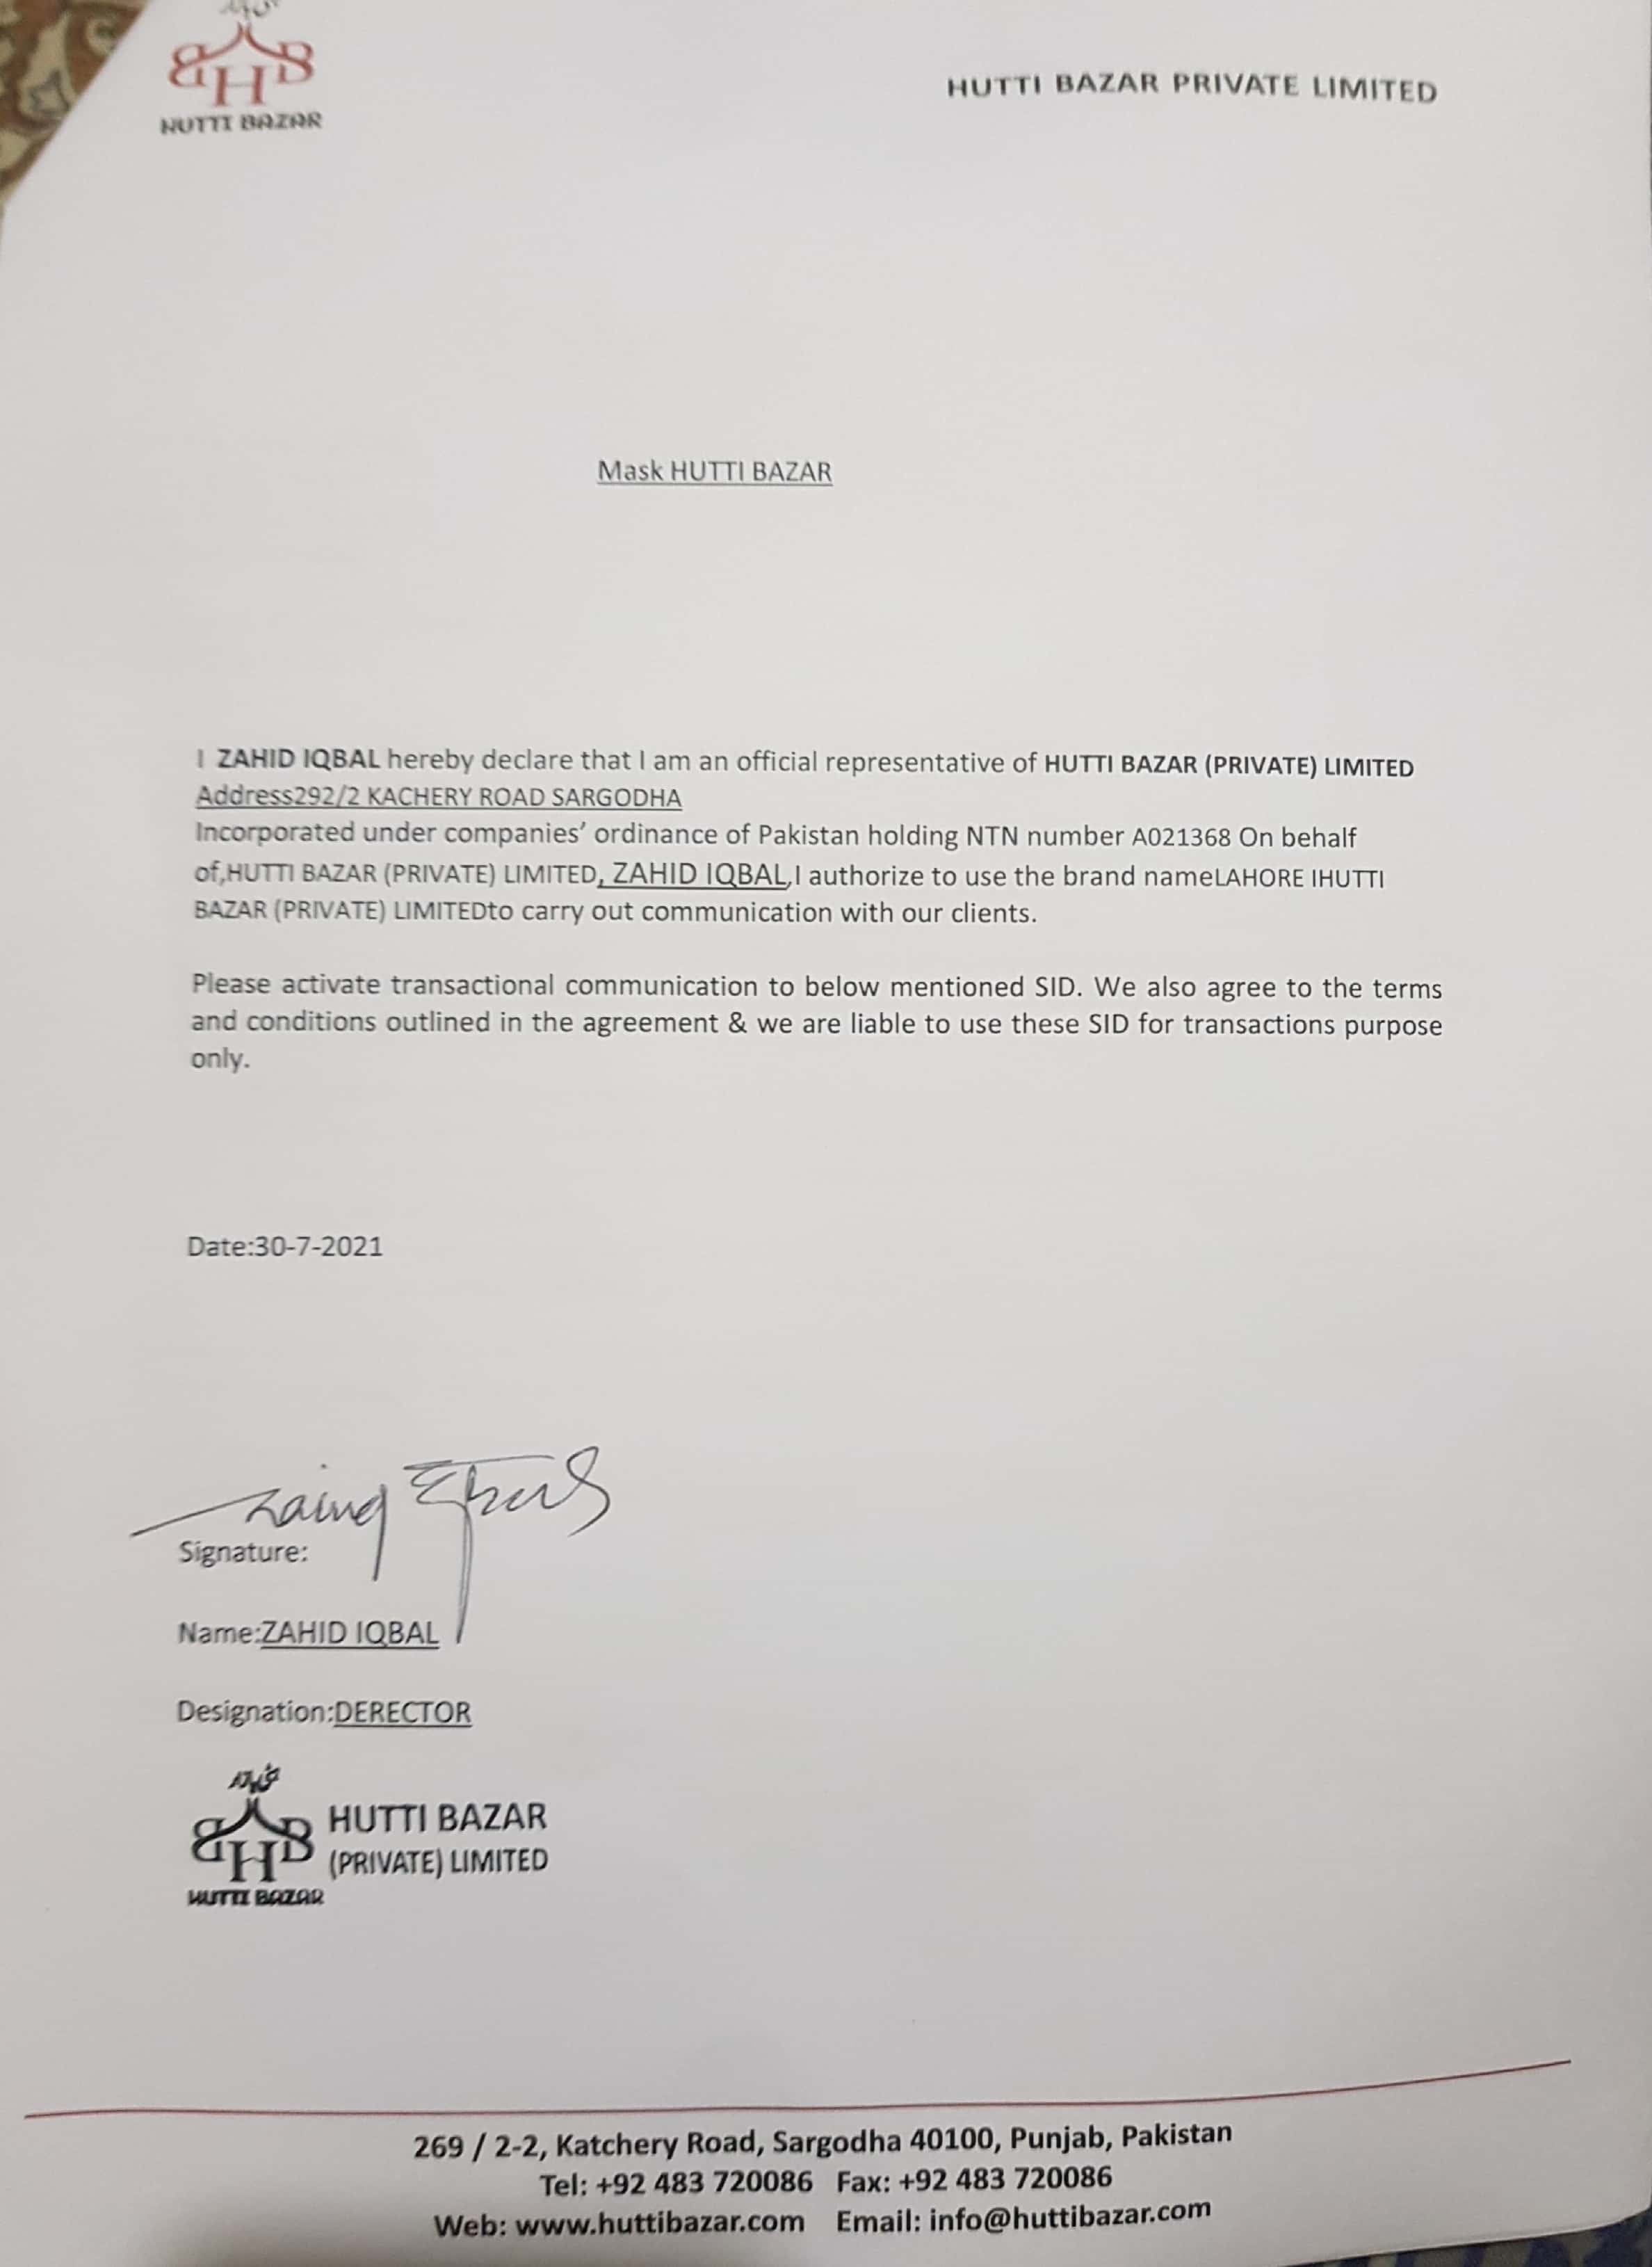 HUTTI BAZAR
HUTTI BAZAR PRIVATE LIMITED
Mask HUTTI BAZAR
I ZAHID IQBAL hereby declare that I am an official representative of HUTTI BAZAR (PRIVATE) LIMITED
Address292/2 KACHERY ROAD SARGODHA
Incorporated under companies’ ordinance of Pakistan holding NTN number A021368 On behalf
of,HUTTI BAZAR (PRIVATE) LIMITED, ZAHID IQBAL,I authorize to use the brand nameLAHORE IHUTTI
BAZAR (PRIVATE) LIMITEDto carry out communication with our clients.
Please activate transactional communication to below mentioned SID. We also agree to the terms
and conditions outlined in the agreement & we are liable to use these SID for transactions purpose
only.
Date:30-7-2021
Signature:
Name:ZAHID IQBAL
Designation:DERECTOR
HUTTI BAZAR
(PRIVATE) LIMITED
HUTTI BAZAR
269 / 2-2, Katchery Road, Sargodha 40100, Punjab, Pakistan
Tel: +92 483 720086 Fax: +92 483 720086
Web: www.huttibazar.com Email: info@huttibazar.com